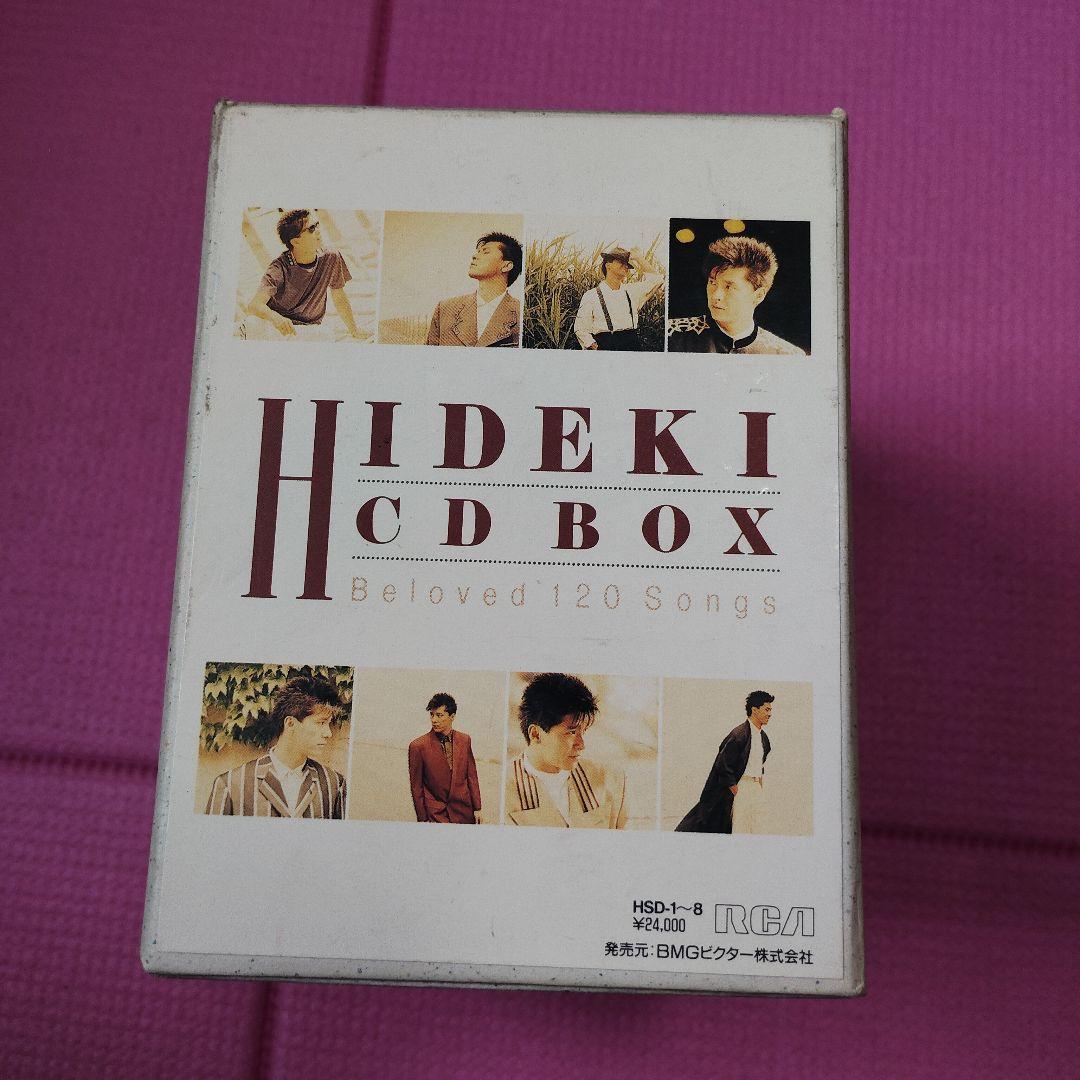 HIDEKI
CD BOX
Beloved 120 Songs
HSD-1～8
¥24,000
RCA
発売元:BMGビクター株式会社